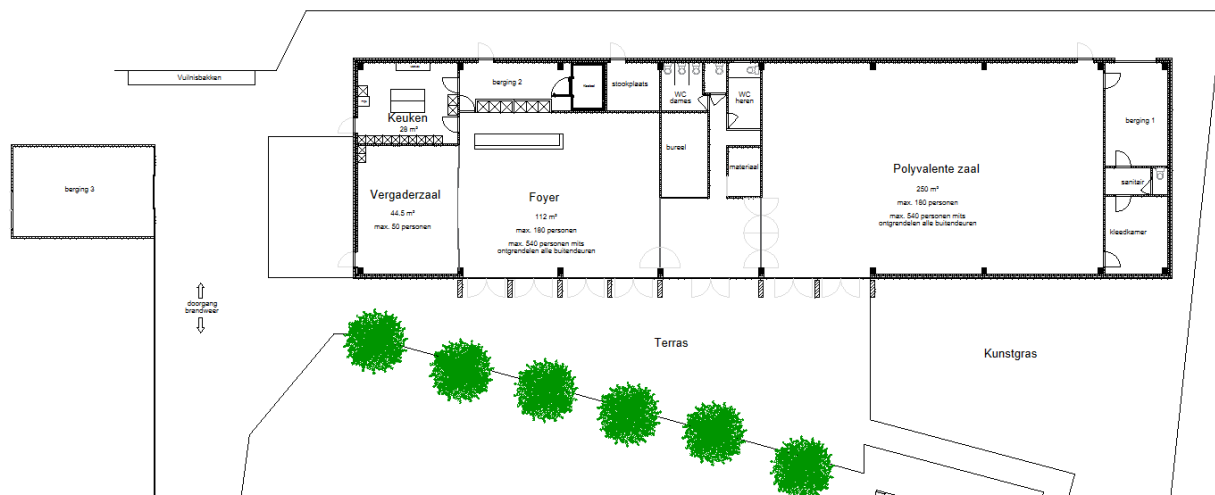 Vuilnisbakken
berging 2
stookplaats
WC
dames
WC
heren
Keuken
28 m²
berging 1
bureel
materiaal
Polyvalente zaal
250 m²
max. 180 personen
max. 540 personen mits
ontgrendelen alle buitendeuren
sanitair
berging 3
Vergaderzaal
44.5 m²
max. 50 personen
Foyer
112 m²
max. 180 personen
max. 540 personen mits
ontgrendelen alle buitendeuren
kleedkamer
doorgang
brandweer
Terras
Kunstgras